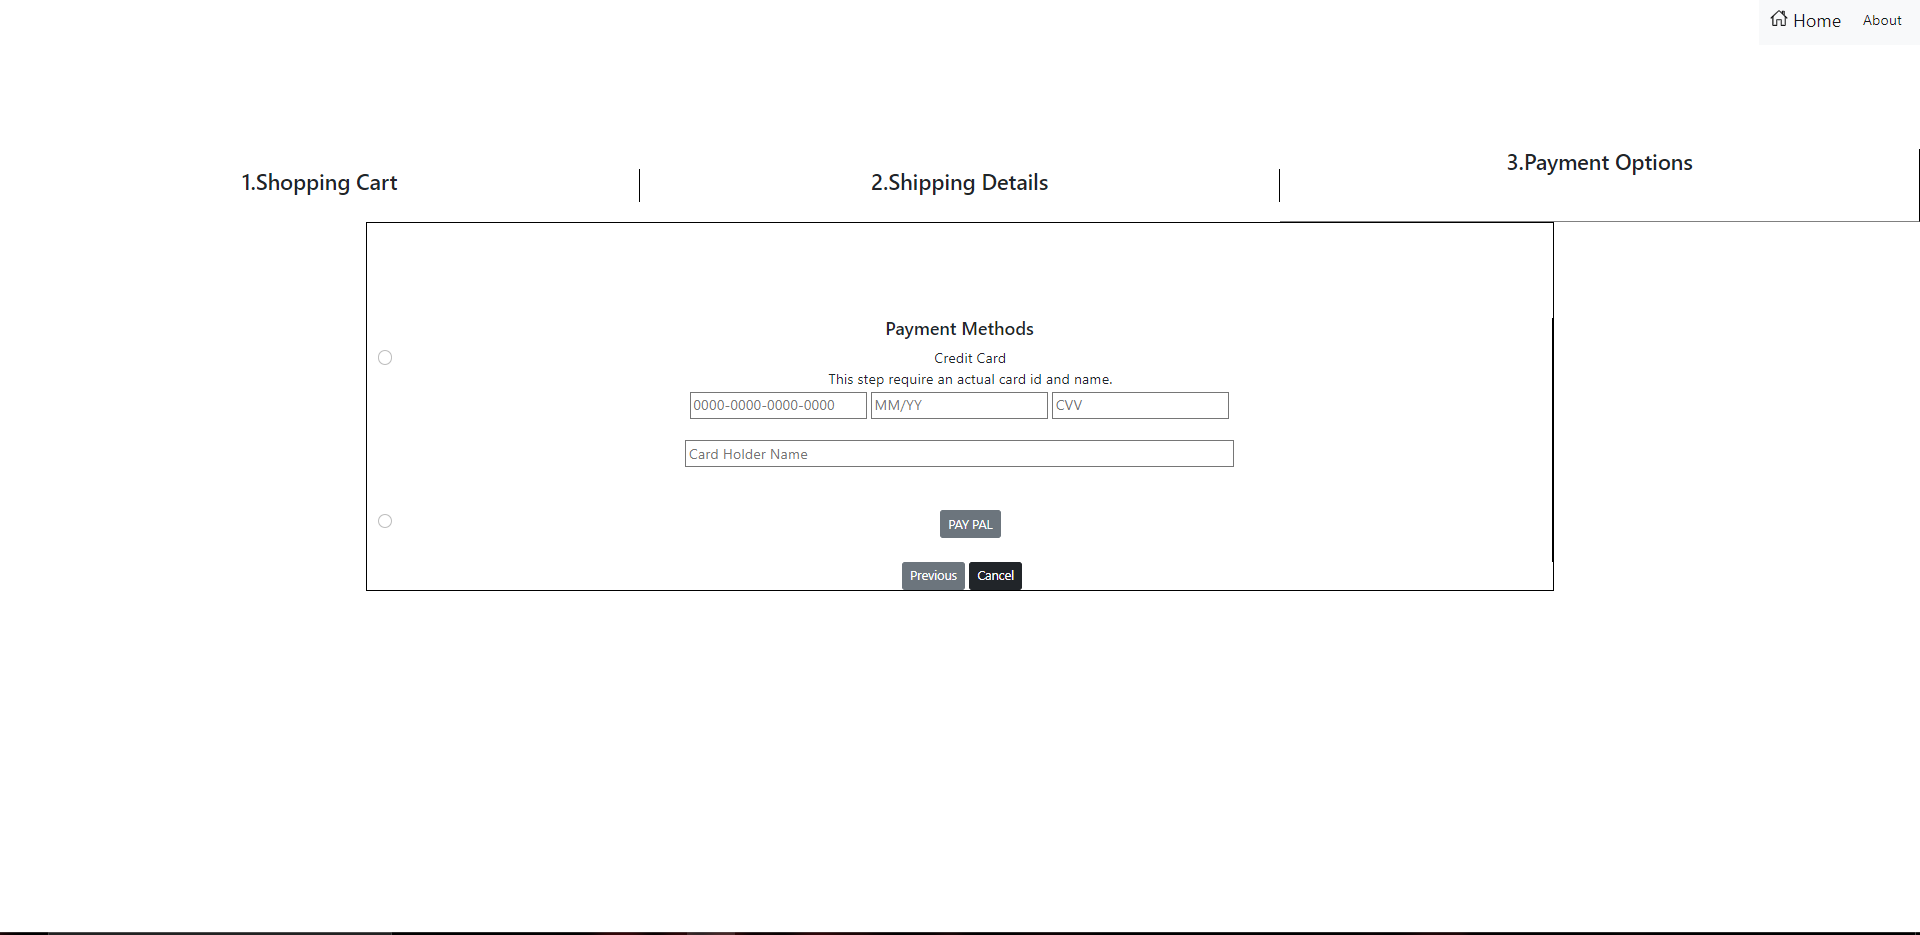 Home About
1.Shopping Cart
2.Shipping Details
3.Payment Options
Payment Methods
Credit Card
This step require an actual card id and name.
0000-0000-0000-0000 MM/YY CVV
Card Holder Name
PAY PAL
Previous Cancel